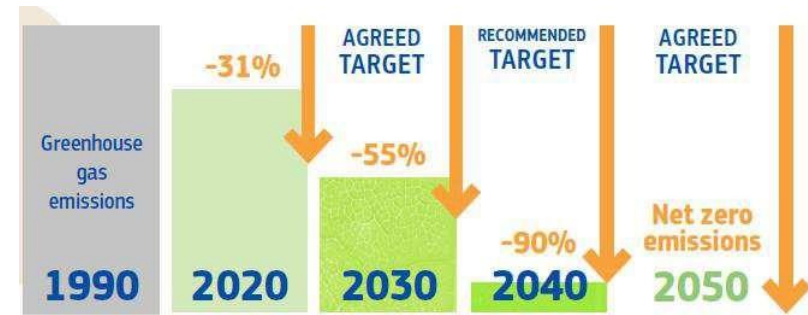 Greenhouse
gas
emissions
1990
-31%
2020
AGREED
TARGET
-55%
2030
RECOMMENDED
TARGET
-90%
2040
AGREED
TARGET
Net zero
emissions
2050